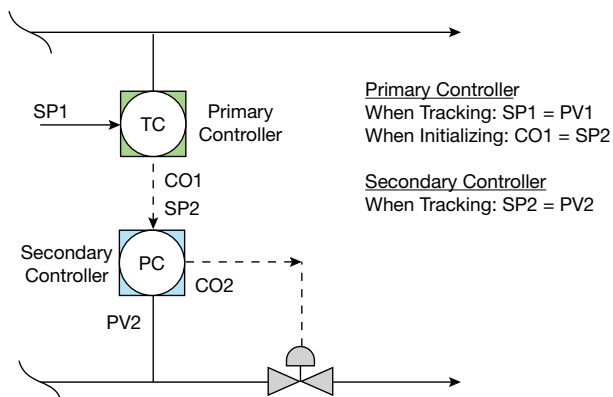 SP1
TC
Primary
Controller
CO1
SP2
Secondary
Controller
PC
CO2
PV2
Primary Controller
When Tracking: SP1 = PV1
When Initializing: CO1 = SP2
Secondary Controller
When Tracking: SP2 = PV2